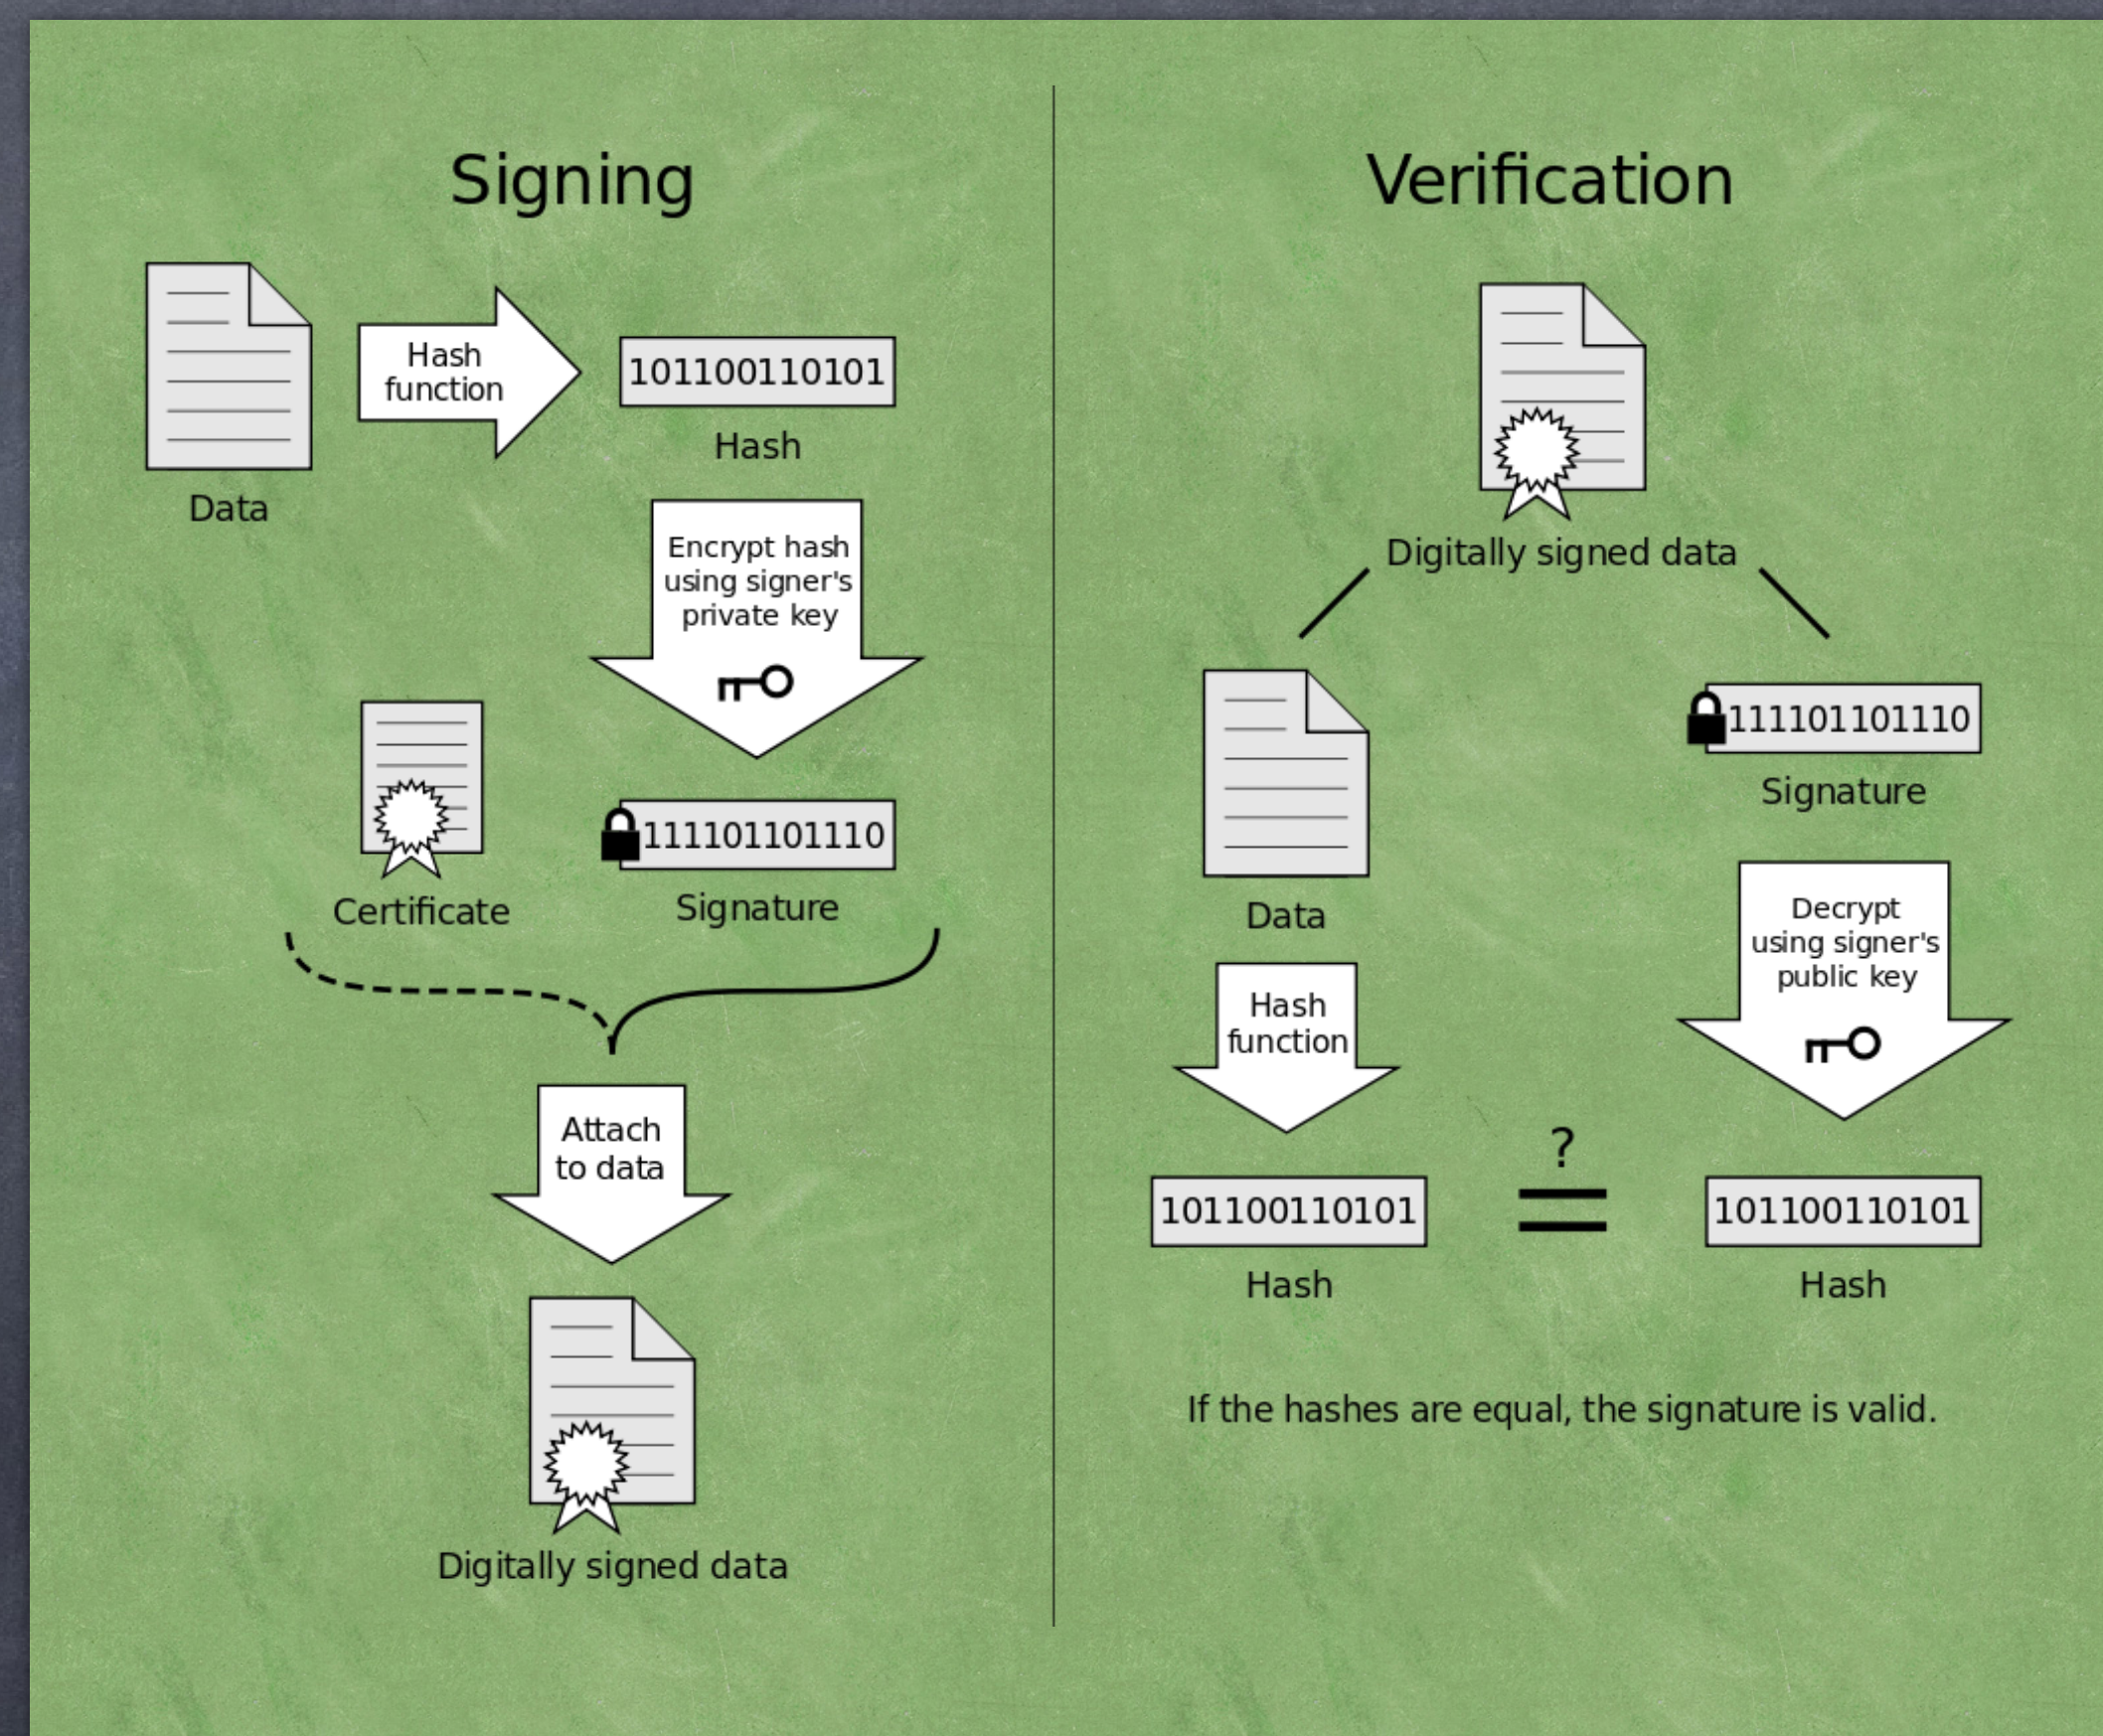 Signing
Hash
function
101100110101
Hash
Data
Encrypt hash
using signer's
private key
111101101110
Certificate
Signature
Attach
to data
Digitally signed data
Verification
Digitally signed data
111101101110
Signature
Data
Decrypt
using signer's
public key
Hash
function
?
101100110101
101100110101
Hash
Hash
If the hashes are equal, the signature is valid.